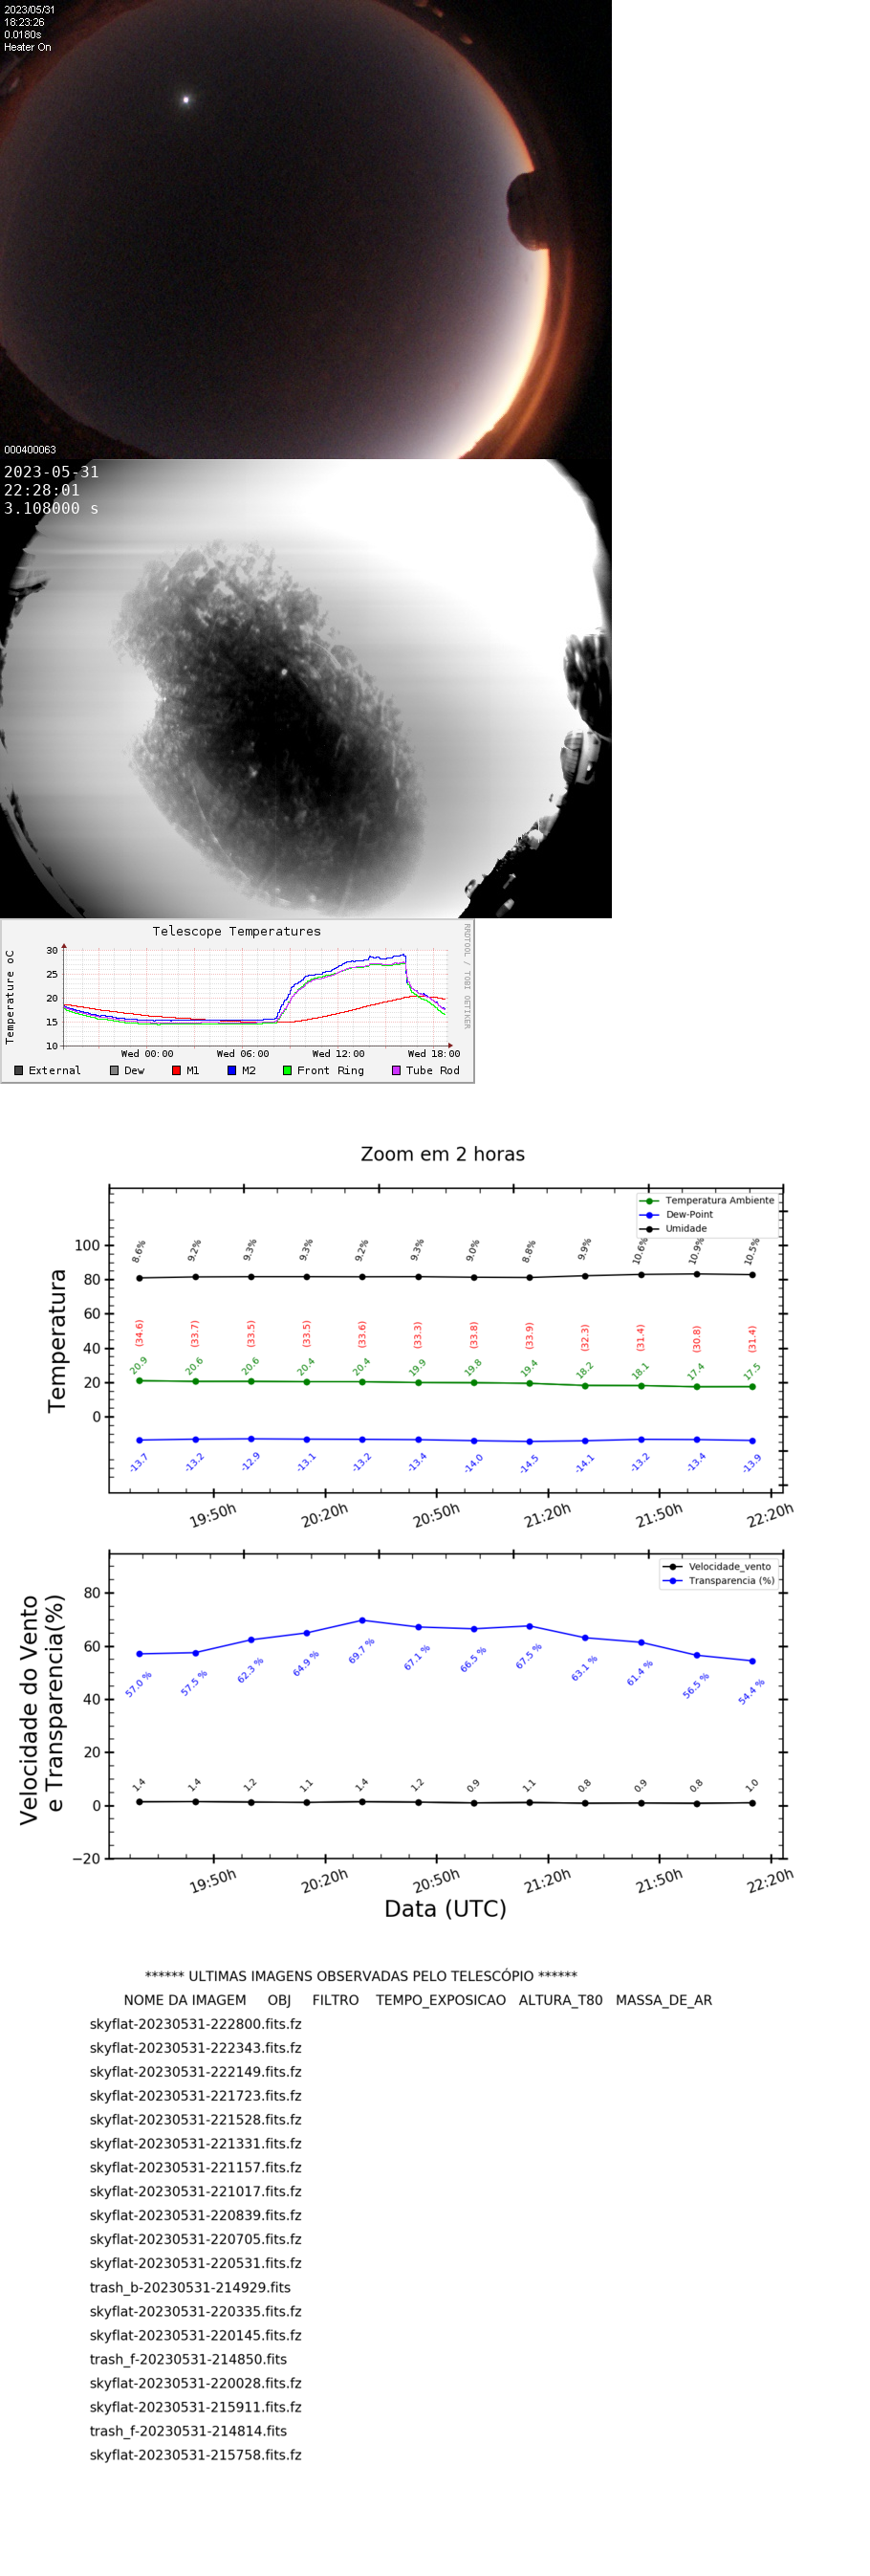 2023/05/31
18:23:26
0.0180s
Heater On
000400063
2023-05-31
22:28:01
3.108000 s
Telescope Temperatures
RRDTOOL / TOBI OETIKER
Temperature oC
30
25
20
15
10
Wed 00:00 Wed 06:00 Wed 12:00 Wed 18:00
External Dew M1 M2 Front Ring Tube Rod
Zoom em 2 horas
Temperatura Ambiente
Dew-Point
Umidade
Temperatura
100
80
60
40
20
0
8.6% 9.2% 9.3% 9.3% 9.2% 9.3% 9.0% 8.8% 9.9% 10.6% 10.9% 10.5%
(34.6) (33.7) (33.5) (33.5) (33.6) (33.3) (33.8) (33.9) (32.3) (31.4) (30.8) (31.4)
20.9 20.6 20.6 20.4 20.4 19.9 19.8 19.4 18.2 18.1 17.4 17.5
-13.7 -13.2 -12.9 -13.1 -13.2 -13.4 -14.0 -14.5 -14.1 -13.2 -13.4 -13.9
19:50h 20:20h 20:50h 21:20h 21:50h 22:20h
Velocidade_vento
Transparencia (%)
Velocidade do Vento
e Transparencia(%)
80
60
40
20
0
−20
57.0 % 57.5 % 62.3 % 64.9 % 69.7 % 67.1 % 66.5 % 67.5 % 63.1 % 61.4 % 56.5 % 54.4 %
1.4 1.4 1.2 1.1 1.4 1.2 0.9 1.1 0.8 0.9 0.8 1.0
19:50h 20:20h 20:50h 21:20h 21:50h 22:20h
Data (UTC)
****** ULTIMAS IMAGENS OBSERVADAS PELO TELESCÓPIO ******
NOME DA IMAGEM OBJ FILTRO TEMPO_EXPOSICAO ALTURA_T80 MASSA_DE_AR
skyflat-20230531-222800.fits.fz
skyflat-20230531-222343.fits.fz
skyflat-20230531-222149.fits.fz
skyflat-20230531-221723.fits.fz
skyflat-20230531-221528.fits.fz
skyflat-20230531-221331.fits.fz
skyflat-20230531-221157.fits.fz
skyflat-20230531-221017.fits.fz
skyflat-20230531-220839.fits.fz
skyflat-20230531-220705.fits.fz
skyflat-20230531-220531.fits.fz
trash_b-20230531-214929.fits
skyflat-20230531-220335.fits.fz
skyflat-20230531-220145.fits.fz
trash_f-20230531-214850.fits
skyflat-20230531-220028.fits.fz
skyflat-20230531-215911.fits.fz
trash_f-20230531-214814.fits
skyflat-20230531-215758.fits.fz